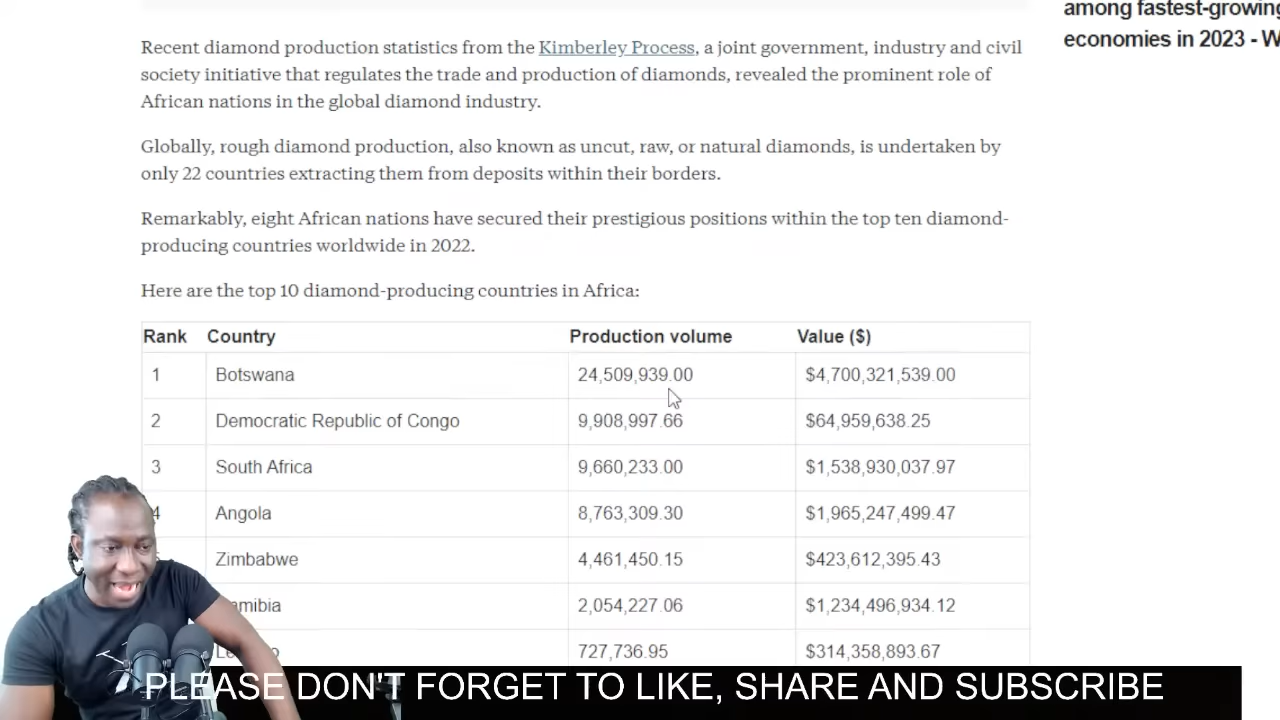 among fastest-growing
economies in 2023 - W
Recent diamond production statistics from the Kimberley Process, a joint government, industry and civil
society initiative that regulates the trade and production of diamonds, revealed the prominent role of
African nations in the global diamond industry.
Globally, rough diamond production, also known as uncut, raw, or natural diamonds, is undertaken by
only 22 countries extracting them from deposits within their borders.
Remarkably, eight African nations have secured their prestigious positions within the top ten diamond-
producing countries worldwide in 2022.
Here are the top 10 diamond-producing countries in Africa:
Rank Country Production volume Value ($)
1 Botswana 24,509,939.00 $4,700,321,539.00
2 Democratic Republic of Congo 9,908,997.66 $64,959,638.25
3 South Africa 9,660,233.00 $1,538,930,037.97
4 Angola 8,763,309.30 $1,965,247,499.47
Zimbabwe 4,461,450.15 $423,612,395.43
amibia 2,054,227.06 $1,234,496,934.12
727,736.95 $314,358,893.67
PLEASE DON'T FORGET TO LIKE, SHARE AND SUBSCRIBE